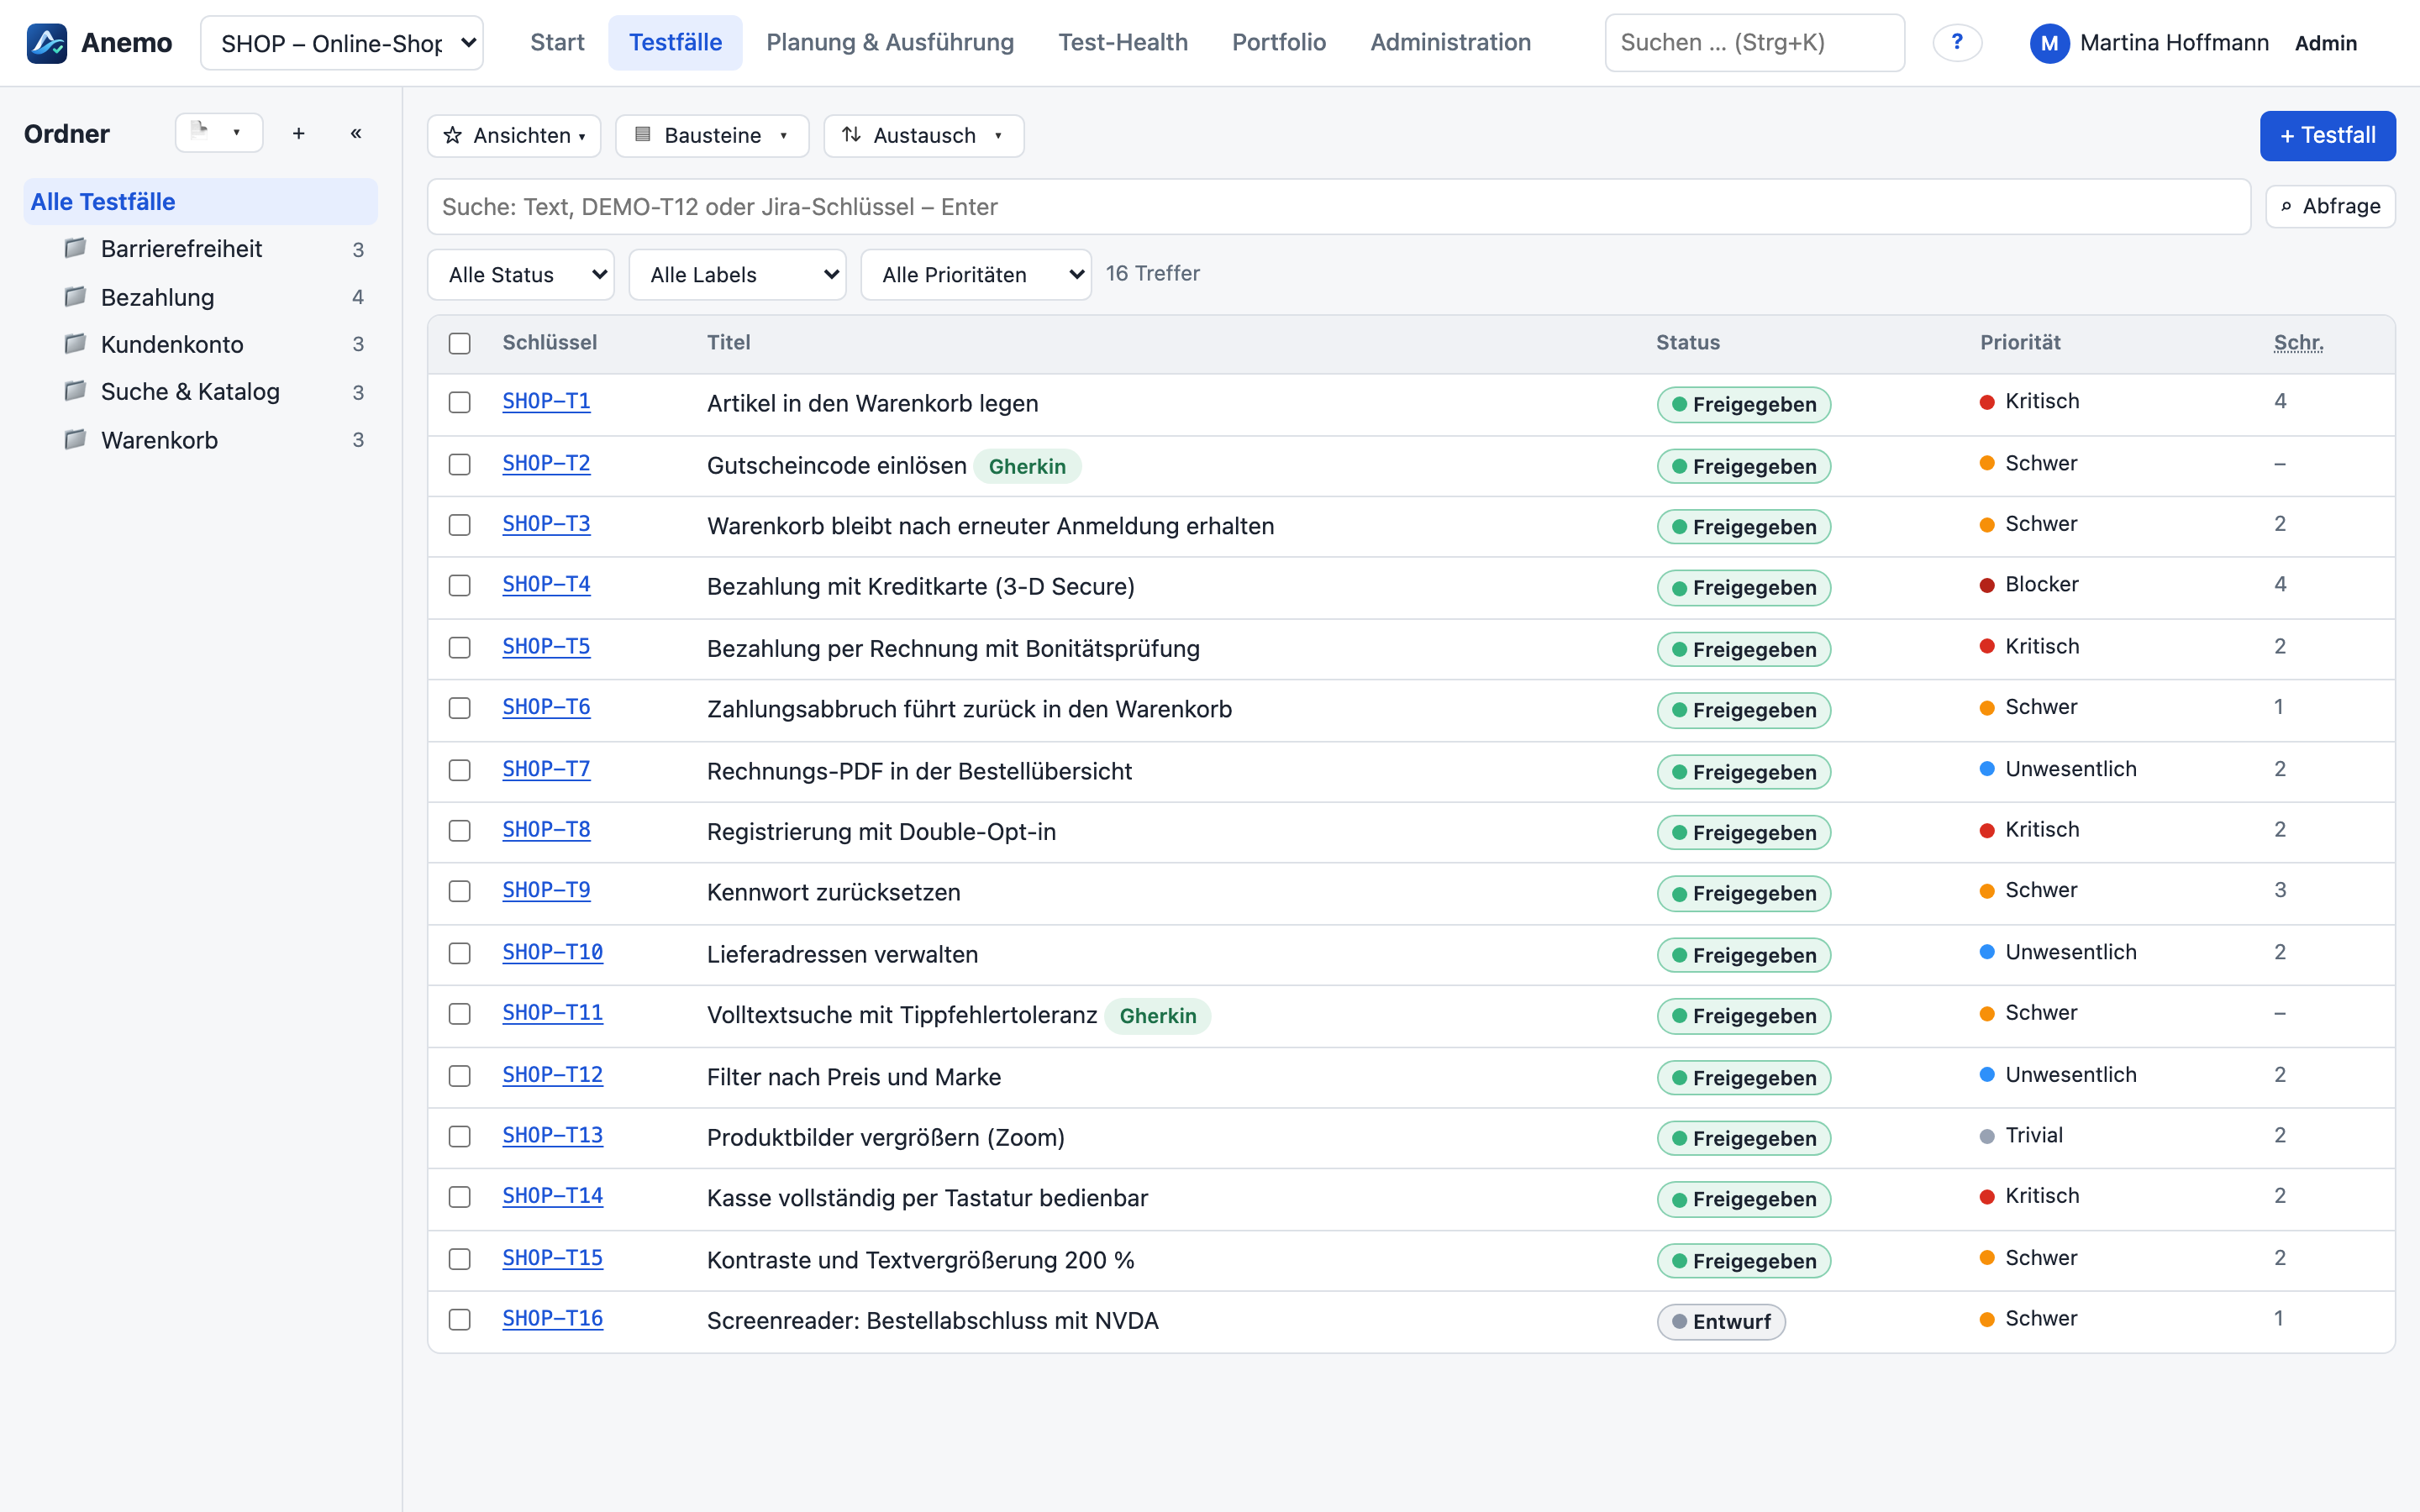 Anemo
SHOP – Online-Shop
Start
Testfälle
Planung & Ausführung
Test-Health
Portfolio
Administration
Suchen ... (Strg+K)
?
M
Martina Hoffmann
Admin
Ordner
+
«
Alle Testfälle
Barrierefreiheit 3
Bezahlung 4
Kundenkonto 3
Suche & Katalog 3
Warenkorb 3
Ansichten
Bausteine
Austausch
+ Testfall
Suche: Text, DEMO-T12 oder Jira-Schlüssel – Enter
Abfrage
Alle Status
Alle Labels
Alle Prioritäten
16 Treffer
Schlüssel Titel Status Priorität Schr.
SHOP-T1 Artikel in den Warenkorb legen Freigegeben Kritisch 4
SHOP-T2 Gutscheincode einlösen Gherkin Freigegeben Schwer –
SHOP-T3 Warenkorb bleibt nach erneuter Anmeldung erhalten Freigegeben Schwer 2
SHOP-T4 Bezahlung mit Kreditkarte (3-D Secure) Freigegeben Blocker 4
SHOP-T5 Bezahlung per Rechnung mit Bonitätsprüfung Freigegeben Kritisch 2
SHOP-T6 Zahlungsabbruch führt zurück in den Warenkorb Freigegeben Schwer 1
SHOP-T7 Rechnungs-PDF in der Bestellübersicht Freigegeben Unwesentlich 2
SHOP-T8 Registrierung mit Double-Opt-in Freigegeben Kritisch 2
SHOP-T9 Kennwort zurücksetzen Freigegeben Schwer 3
SHOP-T10 Lieferadressen verwalten Freigegeben Unwesentlich 2
SHOP-T11 Volltextsuche mit Tippfehlertoleranz Gherkin Freigegeben Schwer –
SHOP-T12 Filter nach Preis und Marke Freigegeben Unwesentlich 2
SHOP-T13 Produktbilder vergrößern (Zoom) Freigegeben Trivial 2
SHOP-T14 Kasse vollständig per Tastatur bedienbar Freigegeben Kritisch 2
SHOP-T15 Kontraste und Textvergrößerung 200 % Freigegeben Schwer 2
SHOP-T16 Screenreader: Bestellabschluss mit NVDA Entwurf Schwer 1